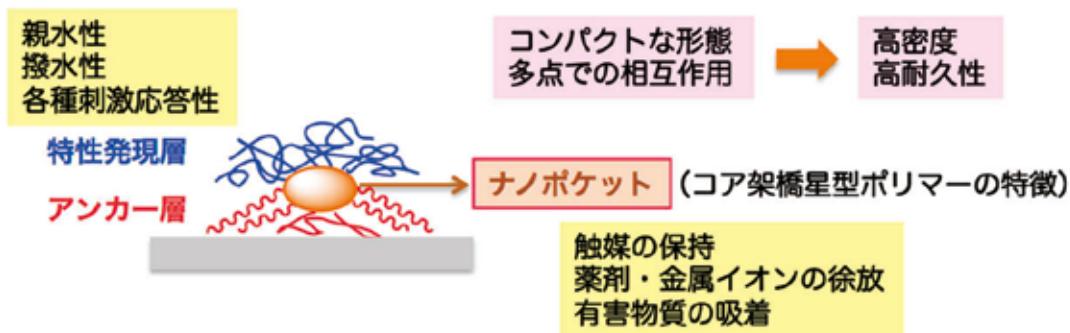 親水性
撥水性
各種刺激応答性
コンパクトな形態
多点での相互作用
高密度
高耐久性
特性発現層
アンカー層
ナノポケット（コア架橋星型ポリマーの特徴）
触媒の保持
薬剤・金属イオンの徐放
有害物質の吸着